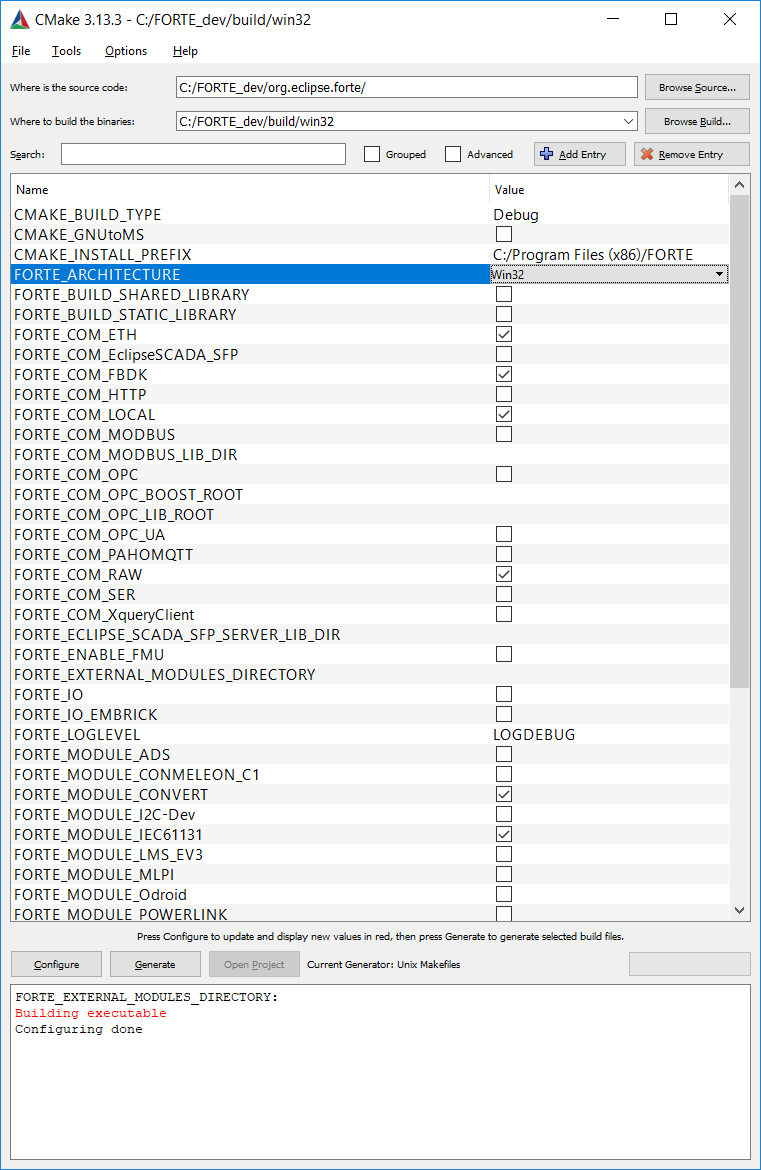 CMake 3.13.3 - C:/FORTE_dev/build/win32
File Tools Options Help
Where is the source code: C:/FORTE_dev/org.eclipse.forte/ Browse Source...
Where to build the binaries: C:/FORTE_dev/build/win32 Browse Build...
Search: Grouped Advanced Add Entry Remove Entry
Name Value
CMAKE_BUILD_TYPE Debug
CMAKE_GNUtoMS
CMAKE_INSTALL_PREFIX C:/Program Files (x86)/FORTE
FORTE_ARCHITECTURE Win32
FORTE_BUILD_SHARED_LIBRARY
FORTE_BUILD_STATIC_LIBRARY
FORTE_COM_ETH
FORTE_COM_EclipseSCADA_SFP
FORTE_COM_FBDK
FORTE_COM_HTTP
FORTE_COM_LOCAL
FORTE_COM_MODBUS
FORTE_COM_MODBUS_LIB_DIR
FORTE_COM_OPC
FORTE_COM_OPC_BOOST_ROOT
FORTE_COM_OPC_LIB_ROOT
FORTE_COM_OPC_UA
FORTE_COM_PAHOMQTT
FORTE_COM_RAW
FORTE_COM_SER
FORTE_COM_XqueryClient
FORTE_ECLIPSE_SCADA_SFP_SERVER_LIB_DIR
FORTE_ENABLE_FMU
FORTE_EXTERNAL_MODULES_DIRECTORY
FORTE_IO
FORTE_IO_EMBRICK
FORTE_LOGLEVEL LOGDEBUG
FORTE_MODULE_ADS
FORTE_MODULE_CONMELEON_C1
FORTE_MODULE_CONVERT
FORTE_MODULE_I2C-Dev
FORTE_MODULE_IEC61131
FORTE_MODULE_LMS_EV3
FORTE_MODULE_MLPI
FORTE_MODULE_Odroid
FORTE_MODULE_POWERLINK
Press Configure to update and display new values in red, then press Generate to generate selected build files.
Configure Generate Open Project Current Generator: Unix Makefiles
FORTE_EXTERNAL_MODULES_DIRECTORY:
Building executable
Configuring done